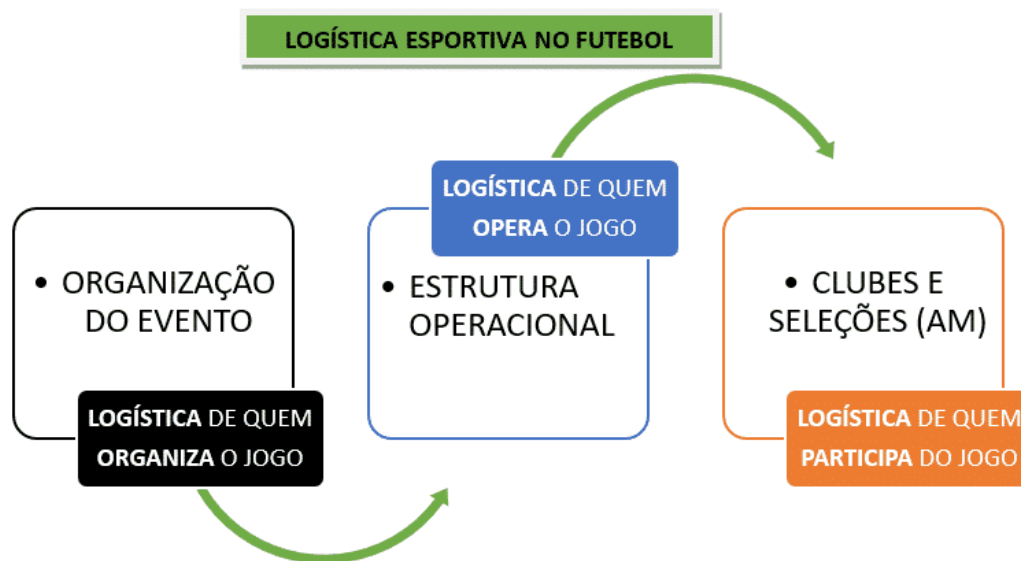 LOGÍSTICA ESPORTIVA NO FUTEBOL
• ORGANIZAÇÃO
DO EVENTO
LOGÍSTICA DE QUEM
ORGANIZA O JOGO
LOGÍSTICA DE QUEM
OPERA O JOGO
• ESTRUTURA
OPERACIONAL
• CLUBES E
SELEÇÕES (AM)
LOGÍSTICA DE QUEM
PARTICIPA DO JOGO